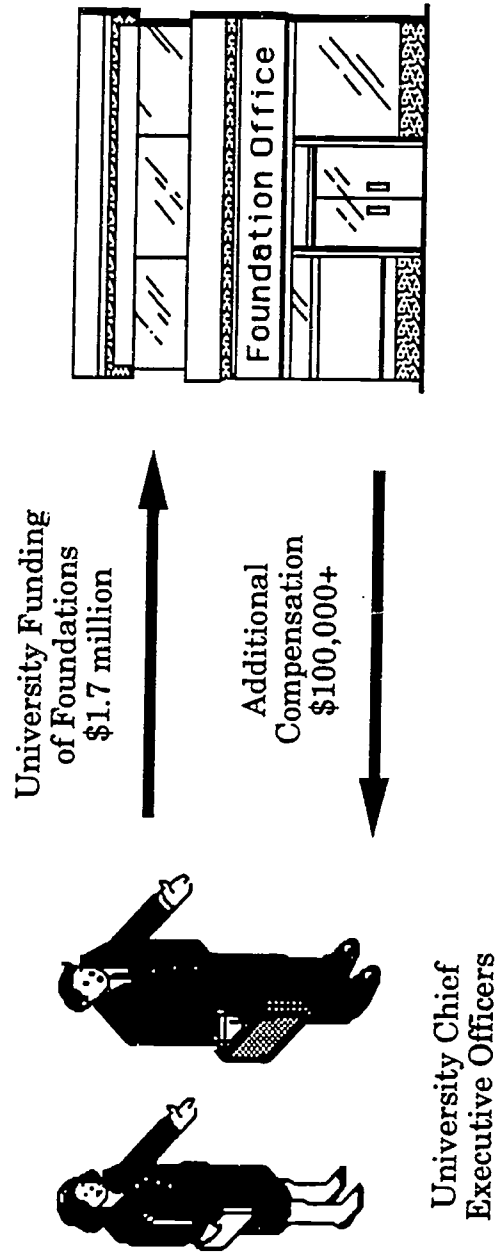 University Funding
of Foundations
$1.7 million
Foundation Office
Additional
Compensation
$100,000+
University Chief
Executive Officers